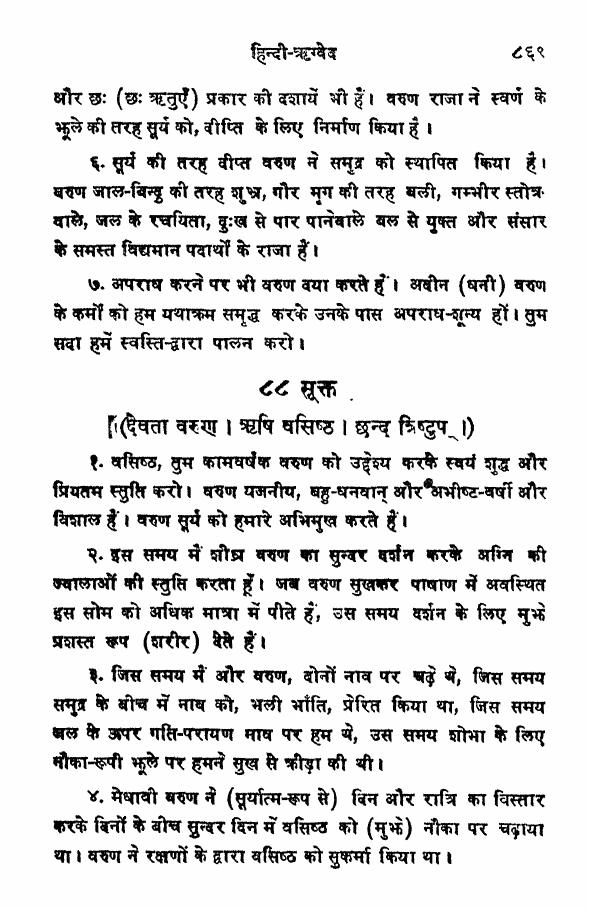 हिन्दी-ऋग्वेद ८६९
और छः (छः ऋतुएँ) प्रकार की दशायें भी हैं। वरुण राजा ने स्वर्ण के
झूले की तरह सूर्य को, दीप्ति के लिए निर्माण किया है।
६. सूर्य की तरह दीप्त वरुण ने समुद्र को स्थापित किया है।
वरुण जाल-बिन्दु की तरह शुभ्र, गौर मृग की तरह बली, गम्भीर स्तोत्र
वाले, जल के रचयिता, दुःख से पार पानेवाले बल से युक्त और संसार
के समस्त विद्यमान पदार्थों के राजा हैं।
७. अपराध करने पर भी वरुण दया करते हैं। अदीन (धनी) वरुण
के कर्मों को हम यथाक्रम समृद्ध करके उनके पास अपराध-शून्य हों। तुम
सदा हमें स्वस्ति-द्वारा पालन करो।
८८ सूक्त
(देवता वरुण। ऋषि वसिष्ठ। छन्द त्रिष्टुप्।)
१. वसिष्ठ, तुम कामवर्षक वरुण को उद्देश्य करके स्वयं शुद्ध और
प्रियतम स्तुति करो। वरुण यजनीय, बहु-धनवान् और अभीष्ट-वर्षी और
विशाल हैं। वरुण सूर्य को हमारे अभिमुख करते हैं।
२. इस समय मैं शीघ्र वरुण का सुन्दर दर्शन करके अग्नि की
ज्वालाओं की स्तुति करता हूँ। जब वरुण सुखकर पाषाण में अवस्थित
इस सोम को अधिक मात्रा में पीते हैं, उस समय दर्शन के लिए मुझे
प्रशस्त रूप (शरीर) देते हैं।
३. जिस समय मैं और वरुण, दोनों नाव पर चढ़े थे, जिस समय
समुद्र के बीच में नाव को, भली भाँति, प्रेरित किया था, जिस समय
जल के ऊपर गति-परायण नाव पर हम थे, उस समय शोभा के लिए
नौका-रूपी झूले पर हमने सुख से क्रीड़ा की थी।
४. मेधावी वरुण ने (सूर्यात्म-रूप से) दिन और रात्रि का विस्तार
करके दिनों के बीच सुन्दर दिन में वसिष्ठ को (मुझे) नौका पर चढ़ाया
था। वरुण ने रक्षणों के द्वारा वसिष्ठ को सुकर्मा किया था।